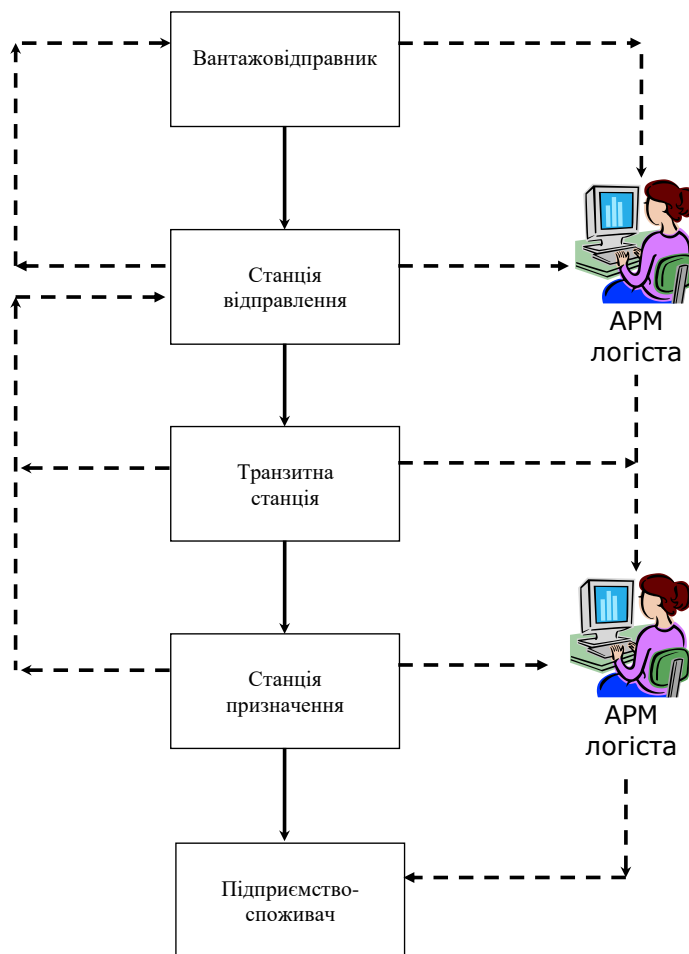 Вантажовідправник
Станція
відправлення
АРМ
логіста
Транзитна
станція
Станція
призначення
АРМ
логіста
Підприємство-
споживач